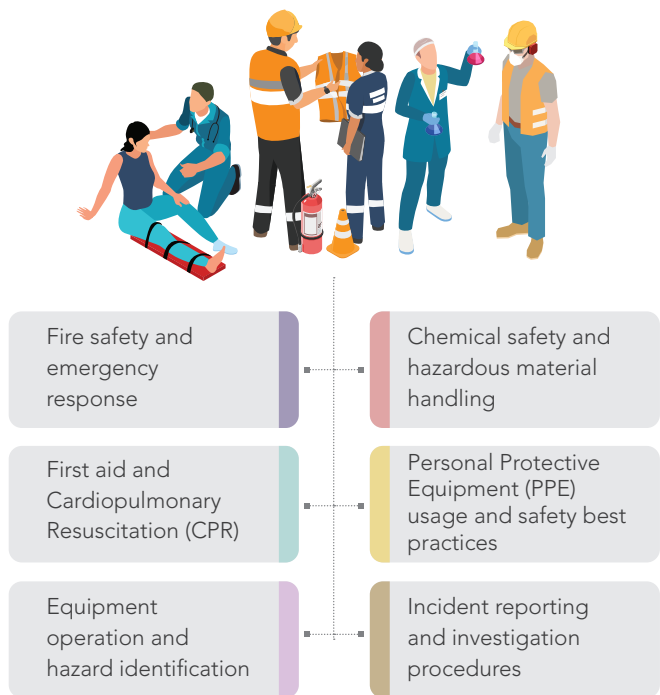 Fire safety and
emergency
response
Chemical safety and
hazardous material
handling
First aid and
Cardiopulmonary
Resuscitation (CPR)
Personal Protective
Equipment (PPE)
usage and safety best
practices
Equipment
operation and
hazard identification
Incident reporting
and investigation
procedures